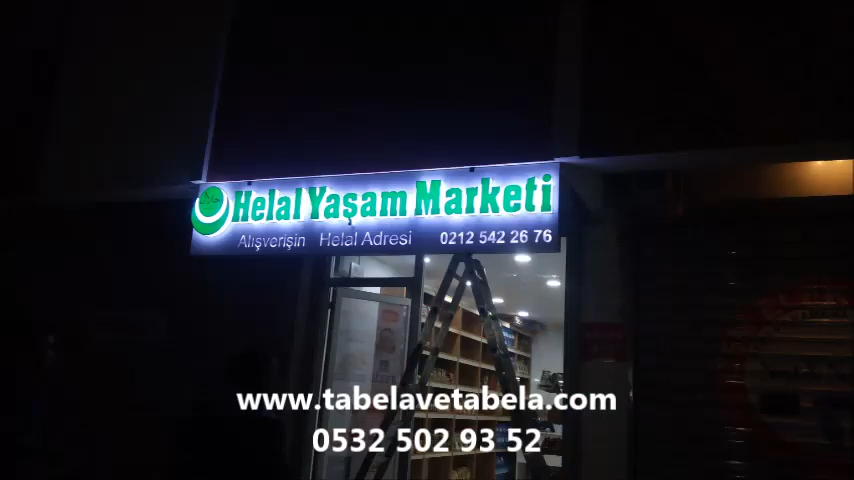 Helal Yaşam Marketi
Alışverişin Helal Adresi 0212 542 26 76
www.tabelavetabela.com
0532 502 93 52